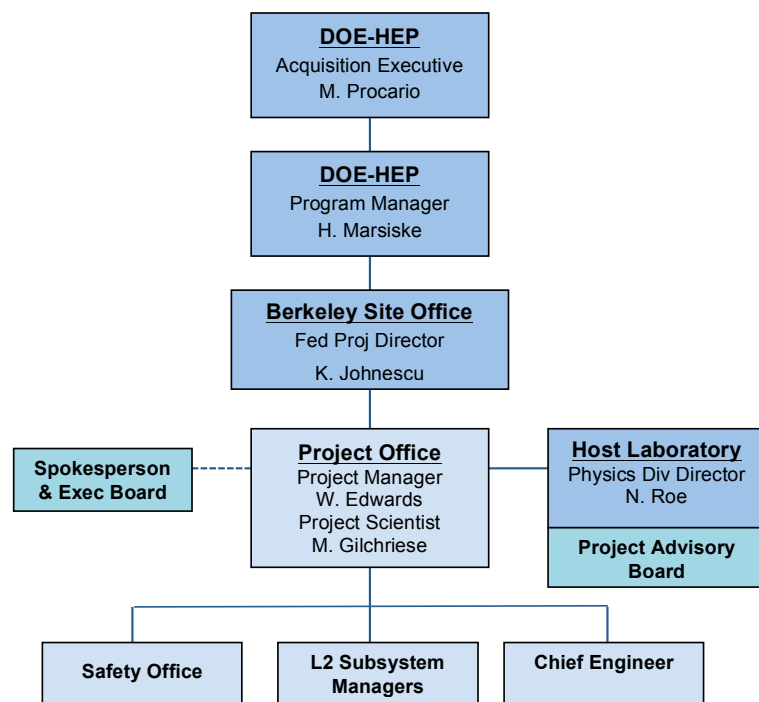 DOE-HEP
Acquisition Executive
M. Procario
DOE-HEP
Program Manager
H. Marsiske
Berkeley Site Office
Fed Proj Director
K. Johnescu
Spokesperson
& Exec Board
Project Office
Project Manager
W. Edwards
Project Scientist
M. Gilchriese
Host Laboratory
Physics Div Director
N. Roe
Project Advisory
Board
Safety Office
L2 Subsystem
Managers
Chief Engineer